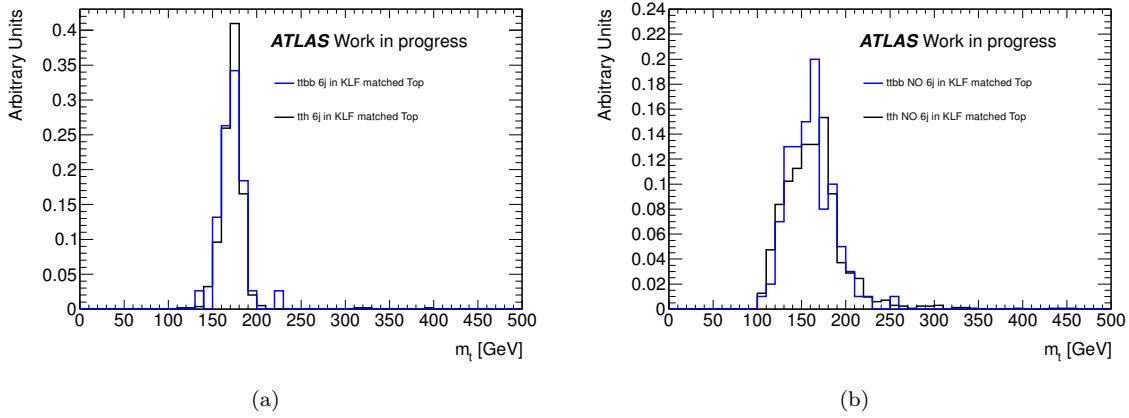 Arbitrary Units
0.4
0.35
0.3
0.25
0.2
0.15
0.1
0.05
0
ATLAS Work in progress
ttbb 6j in KLF matched Top
tth 6j in KLF matched Top
0 50 100 150 200 250 300 350 400 450 500
m_t [GeV]
(a)
Arbitrary Units
0.24
0.22
0.2
0.18
0.16
0.14
0.12
0.1
0.08
0.06
0.04
0.02
0
ATLAS Work in progress
ttbb NO 6j in KLF matched Top
tth NO 6j in KLF matched Top
0 50 100 150 200 250 300 350 400 450 500
m_t [GeV]
(b)